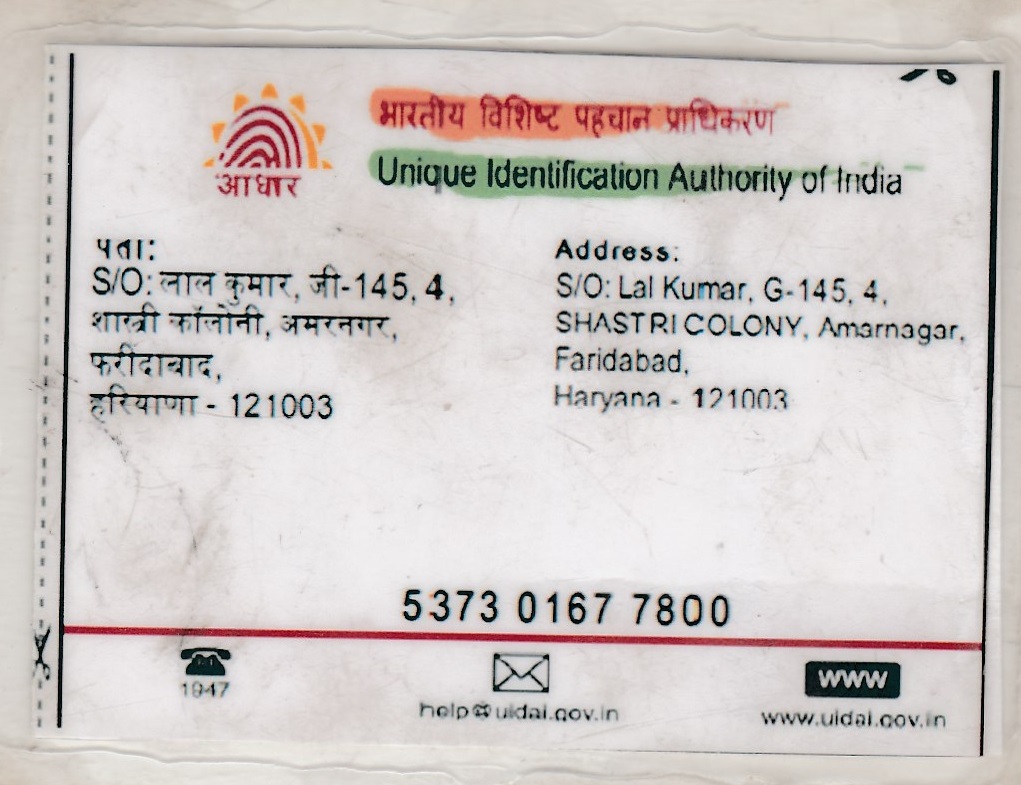 भारतीय विशिष्ट पहचान प्राधिकरण
Unique Identification Authority of India
आधार
पता:
S/O: लाल कुमार, जी-145, 4,
शास्त्री कॉलोनी, अमरनगर,
फरीदाबाद,
हरियाणा - 121003
Address:
S/O: Lal Kumar, G-145, 4,
SHASTRI COLONY, Amarnagar,
Faridabad,
Haryana - 121003
5373 0167 7800
1947
help@uidai.gov.in
www
www.uidai.gov.in